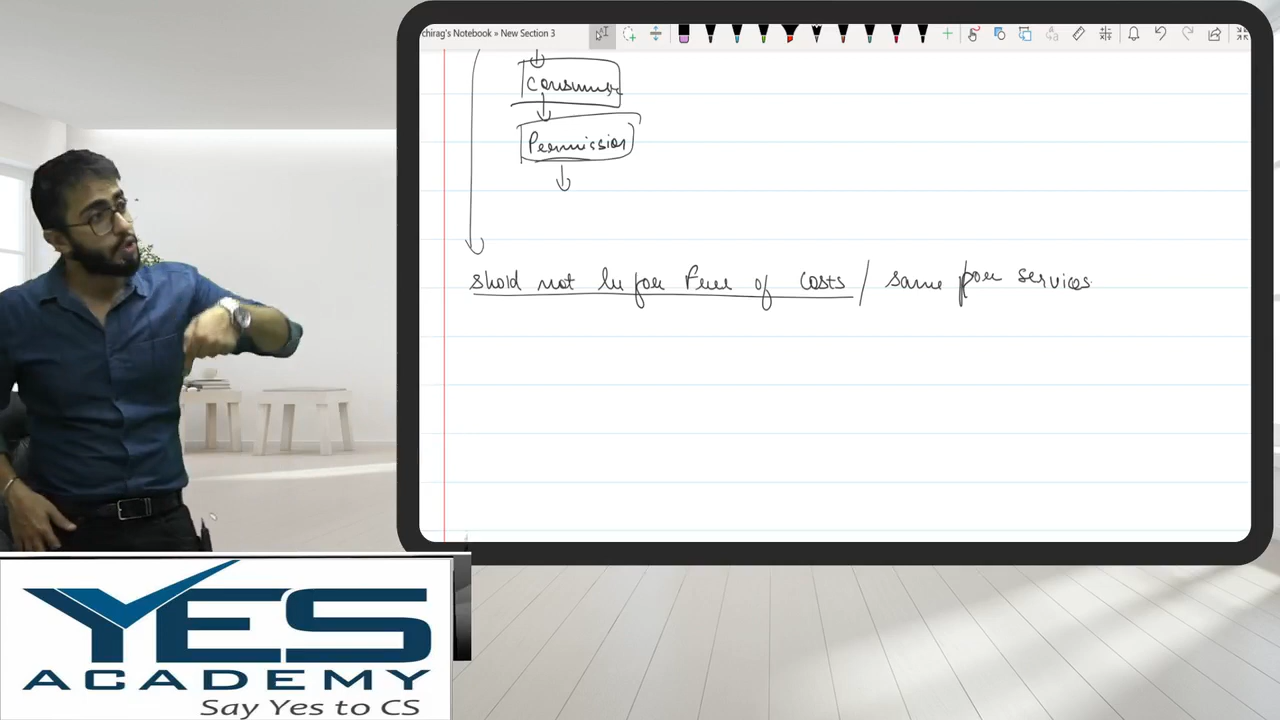 chirag's Notebook » New Section 3
Consumer
Permission
shold not be for Free of costs / same for services
YES
ACADEMY
Say Yes to CS